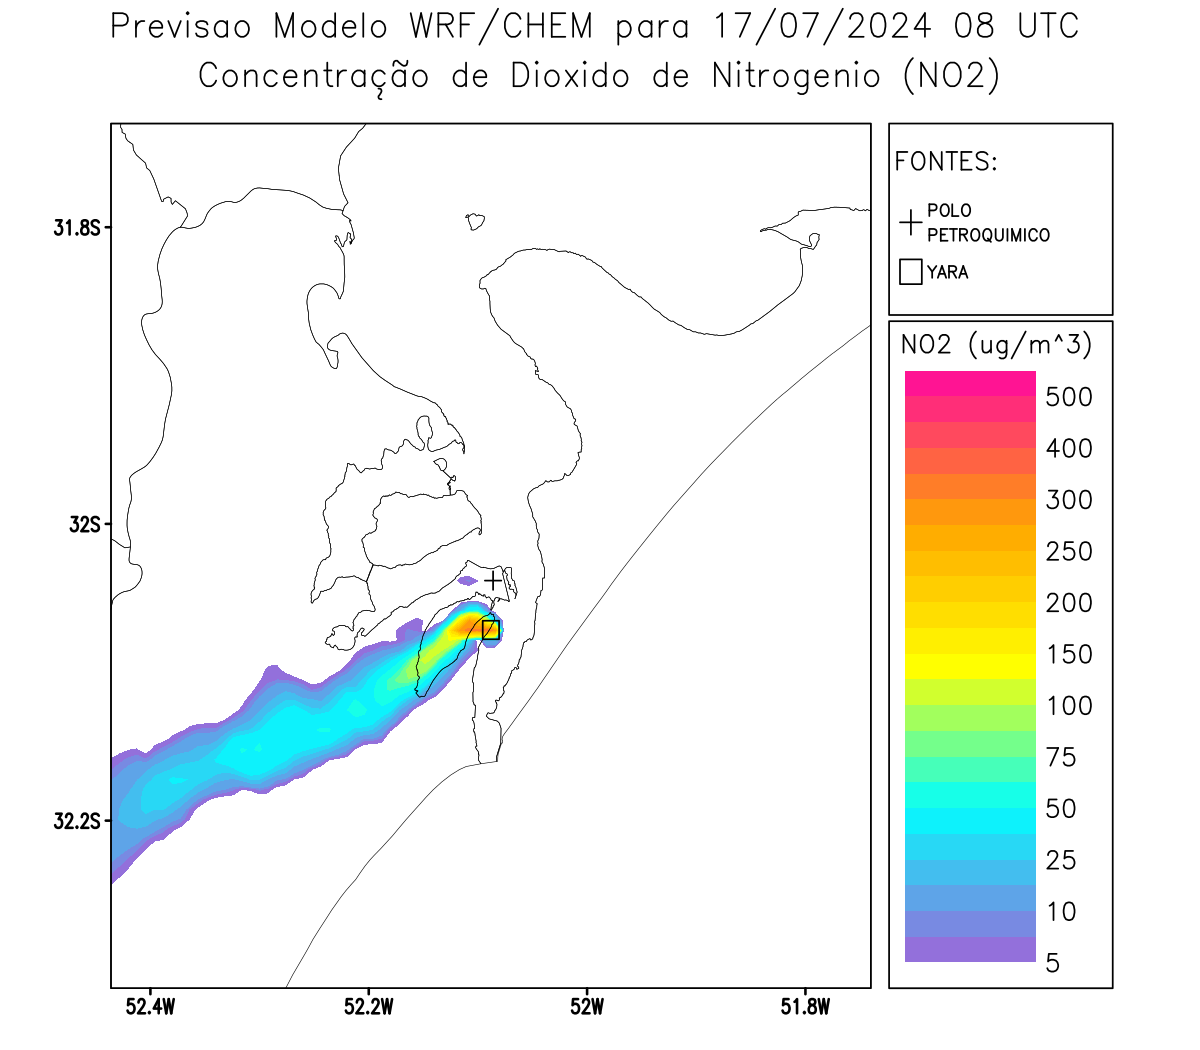 Previsao Modelo WRF/CHEM para 17/07/2024 08 UTC
Concentração de Dioxido de Nitrogenio (NO2)
FONTES:
POLO
PETROQUIMICO
YARA
NO2 (ug/m^3)
500
400
300
250
200
150
100
75
50
25
10
5
31.8S
32S
32.2S
52.4W
52.2W
52W
51.8W